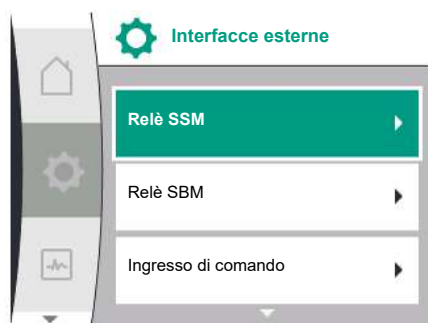 Interfacce esterne
Relè SSM
Relè SBM
Ingresso di comando